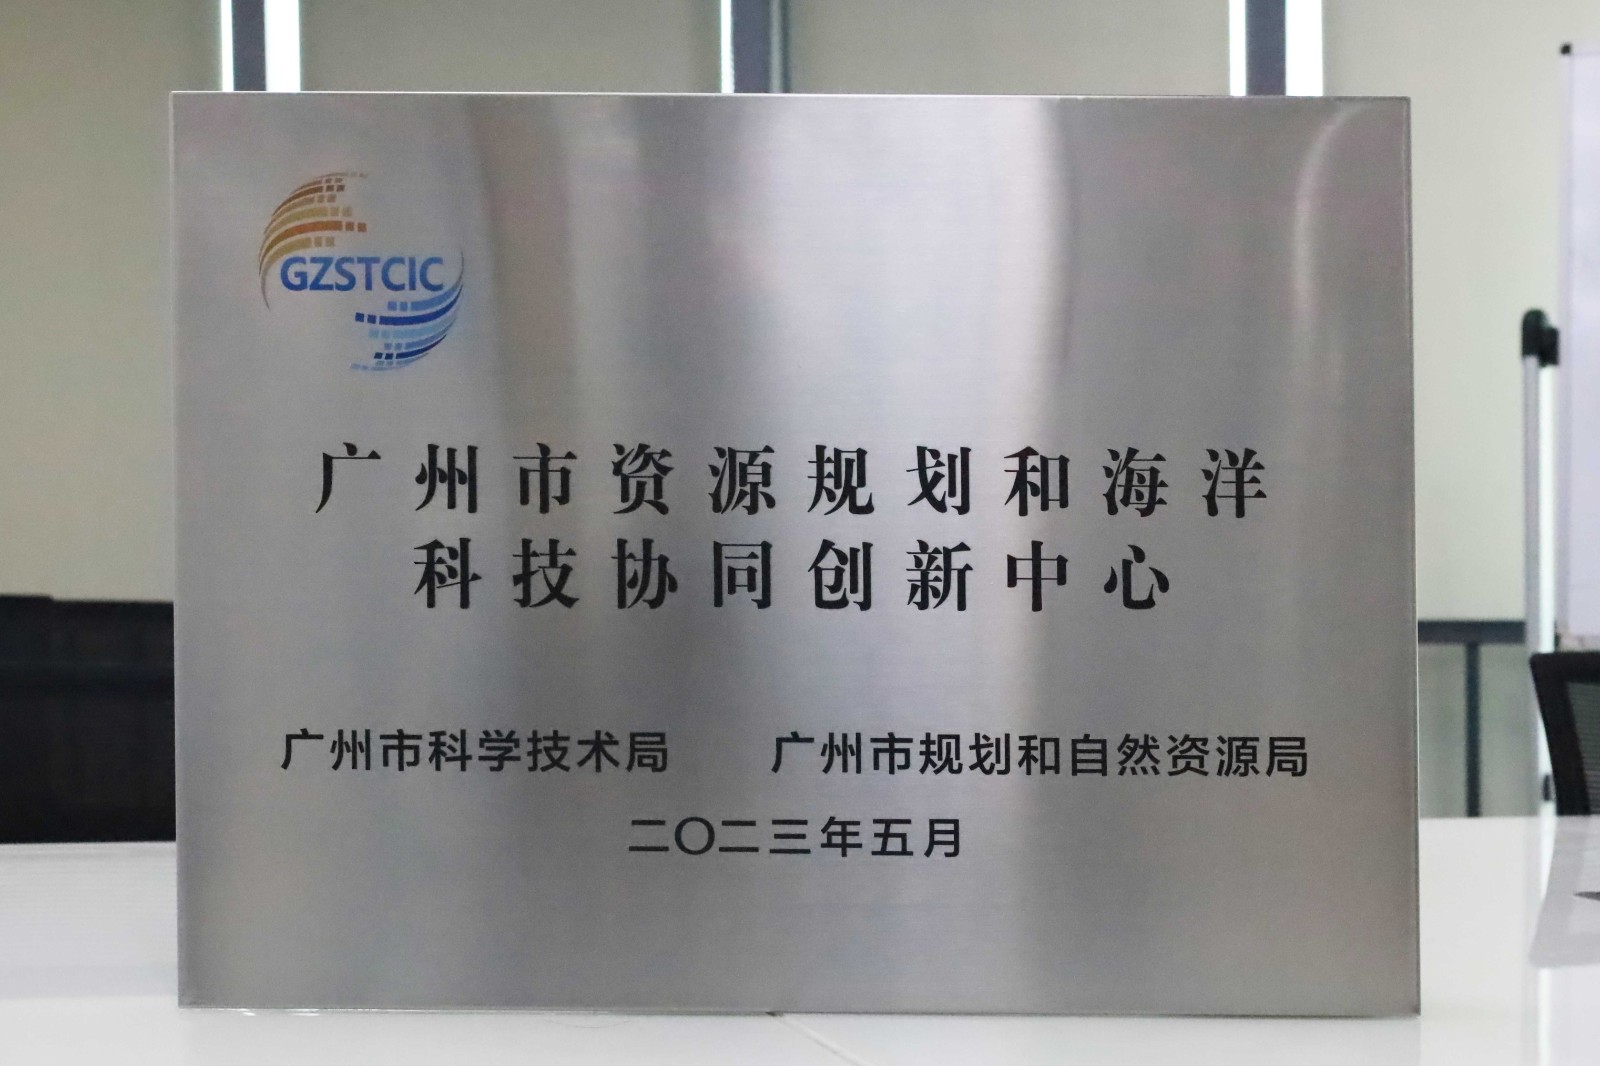 GZSTCIC
广州市资源规划和海洋
科技协同创新中心
广州市科学技术局 广州市规划和自然资源局
二〇二三年五月